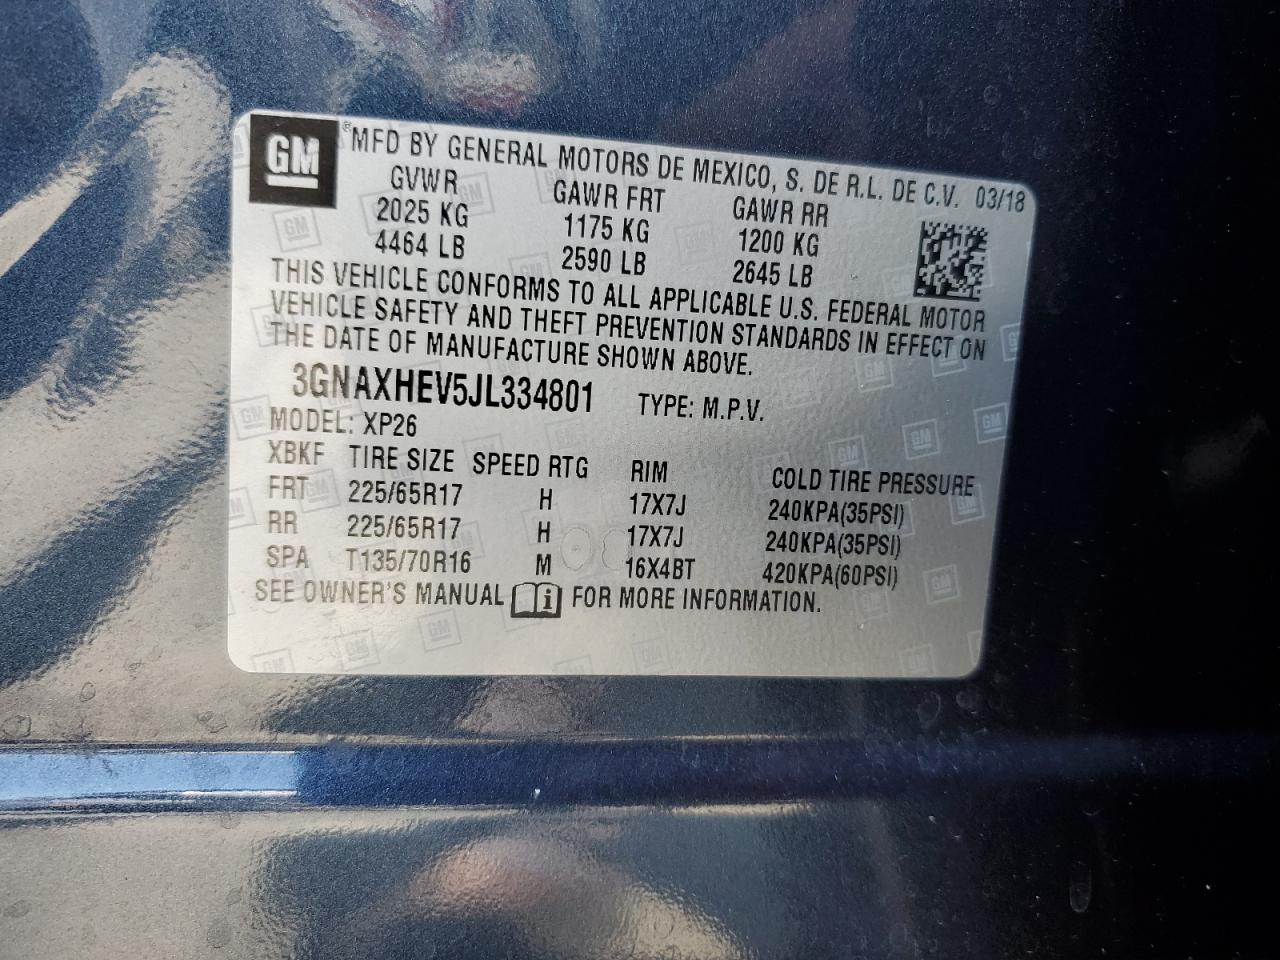 GM ®MFD BY GENERAL MOTORS DE MEXICO, S. DE R.L. DE C.V. 03/18
GVWR GAWR FRT GAWR RR
2025 KG 1175 KG 1200 KG
4464 LB 2590 LB 2645 LB
THIS VEHICLE CONFORMS TO ALL APPLICABLE U.S. FEDERAL MOTOR
VEHICLE SAFETY AND THEFT PREVENTION STANDARDS IN EFFECT ON
THE DATE OF MANUFACTURE SHOWN ABOVE.
3GNAXHEV5JL334801 TYPE: M.P.V.
MODEL: XP26
XBKF TIRE SIZE SPEED RTG RIM COLD TIRE PRESSURE
FRT 225/65R17 H 17X7J 240KPA(35PSI)
RR 225/65R17 H 17X7J 240KPA(35PSI)
SPA T135/70R16 M 16X4BT 420KPA(60PSI)
SEE OWNER'S MANUAL i FOR MORE INFORMATION.